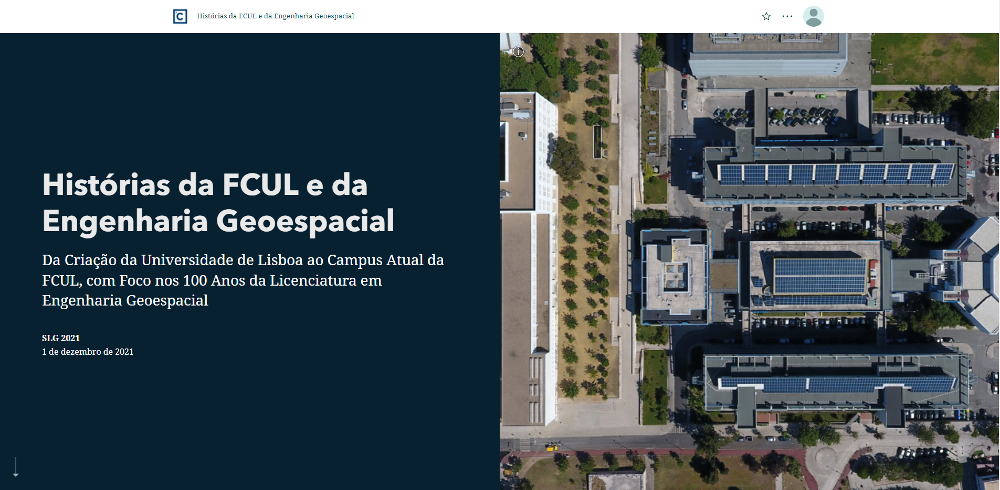 C
Histórias da FCUL e da Engenharia Geoespacial
i
Histórias da FCUL e da
Engenharia Geoespacial
Da Criação da Universidade de Lisboa ao Campus Atual da
FCUL, com Foco nos 100 Anos da Licenciatura em
Engenharia Geoespacial
SLG 2021
1 de dezembro de 2021